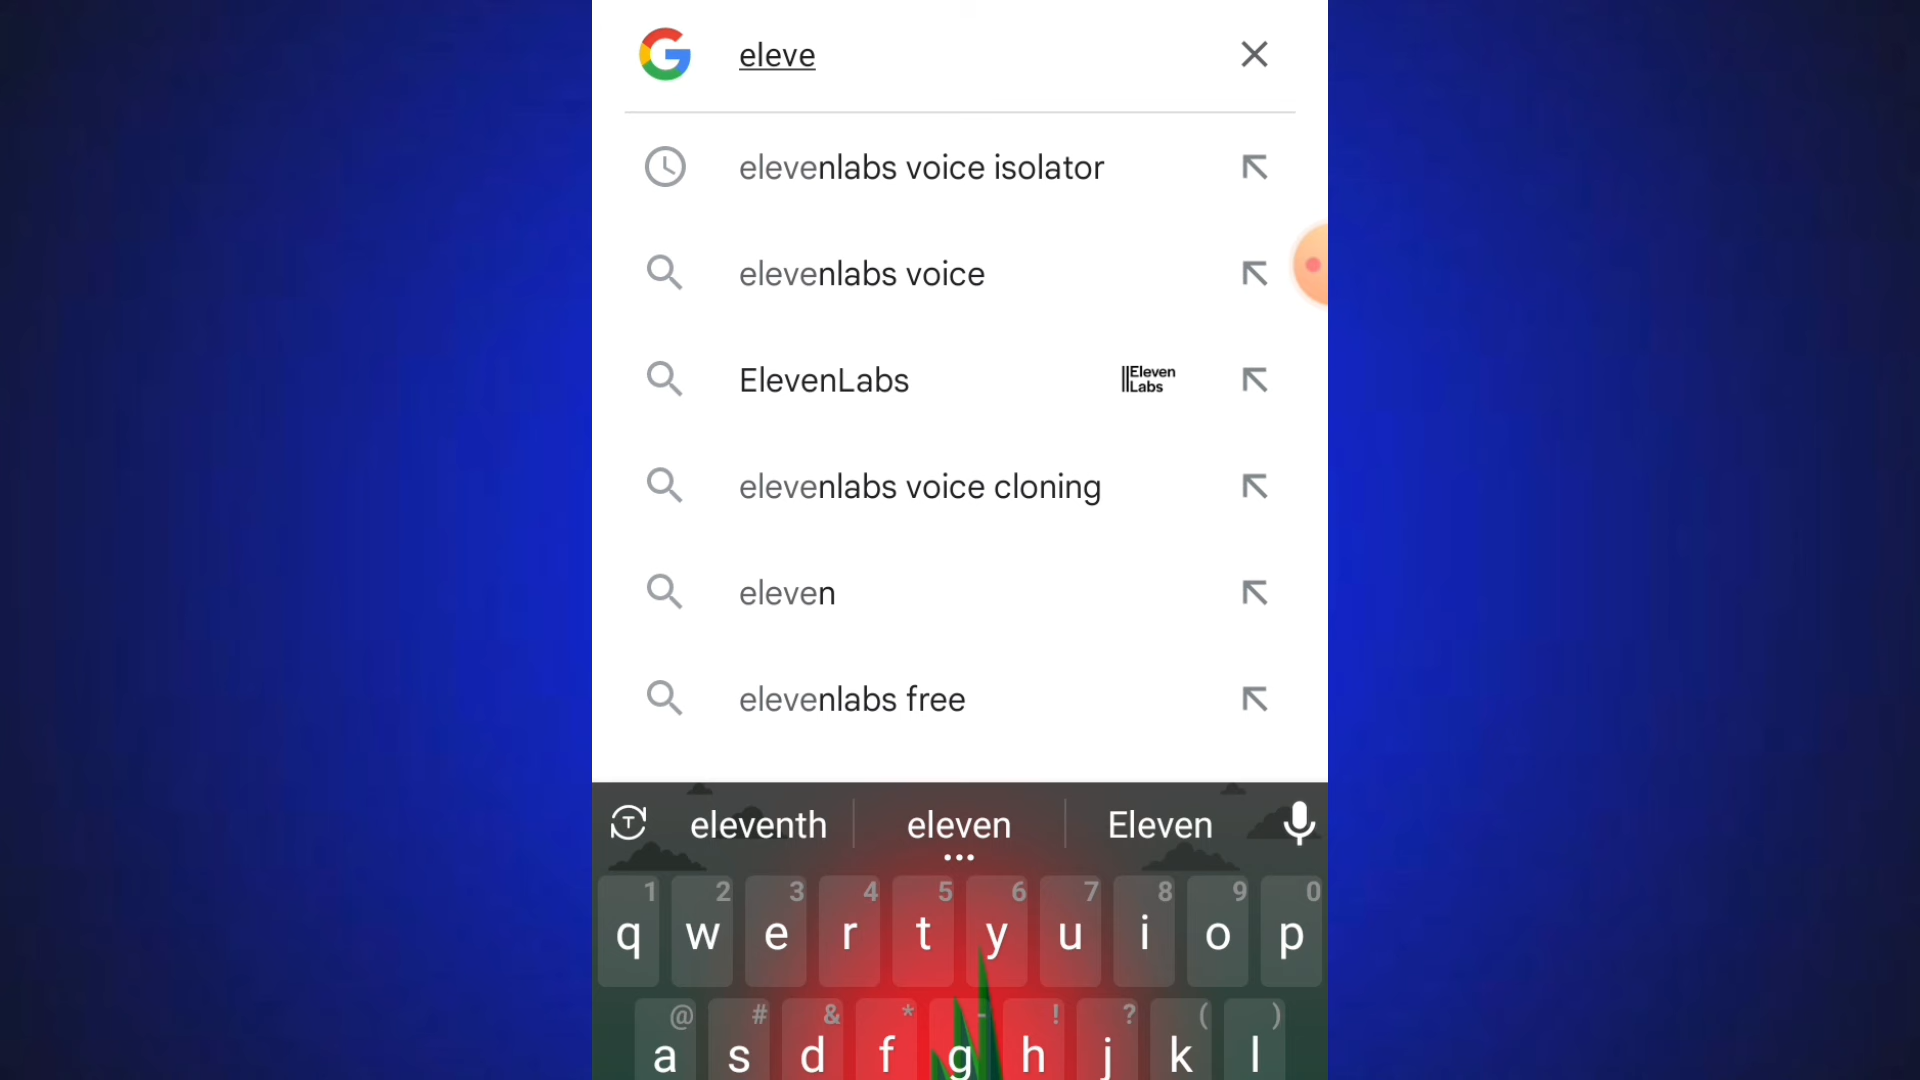 eleve
elevenlabs voice isolator
elevenlabs voice
ElevenLabs
||Eleven
Labs
elevenlabs voice cloning
eleven
elevenlabs free
T eleventh eleven Eleven
1 2 3 4 5 6 7 8 9 0
q w e r t y u i o p
@ # & * - ! ? ( )
a s d f g h j k l